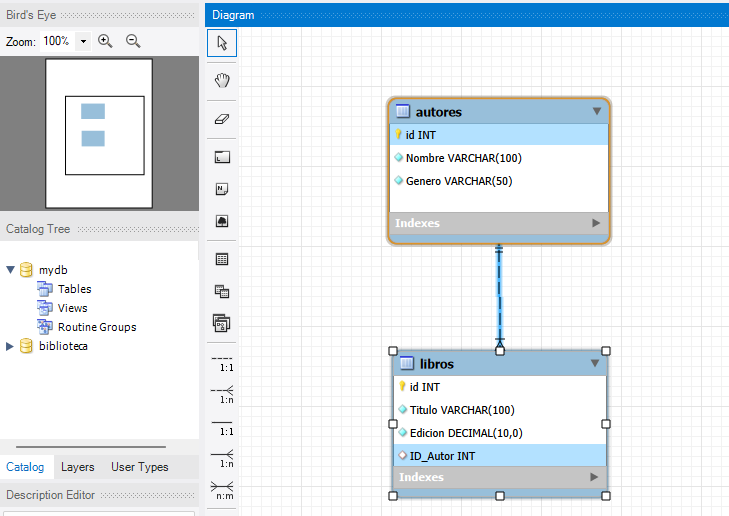 Bird's Eye
Zoom: 100%
Diagram
autores
id INT
Nombre VARCHAR(100)
Genero VARCHAR(50)
Indexes
Catalog Tree
mydb
Tables
Views
Routine Groups
biblioteca
L
N
1:1
1:n
1:1
1:n
n:m
libros
id INT
Titulo VARCHAR(100)
Edicion DECIMAL(10,0)
ID_Autor INT
Indexes
Catalog Layers User Types
Description Editor